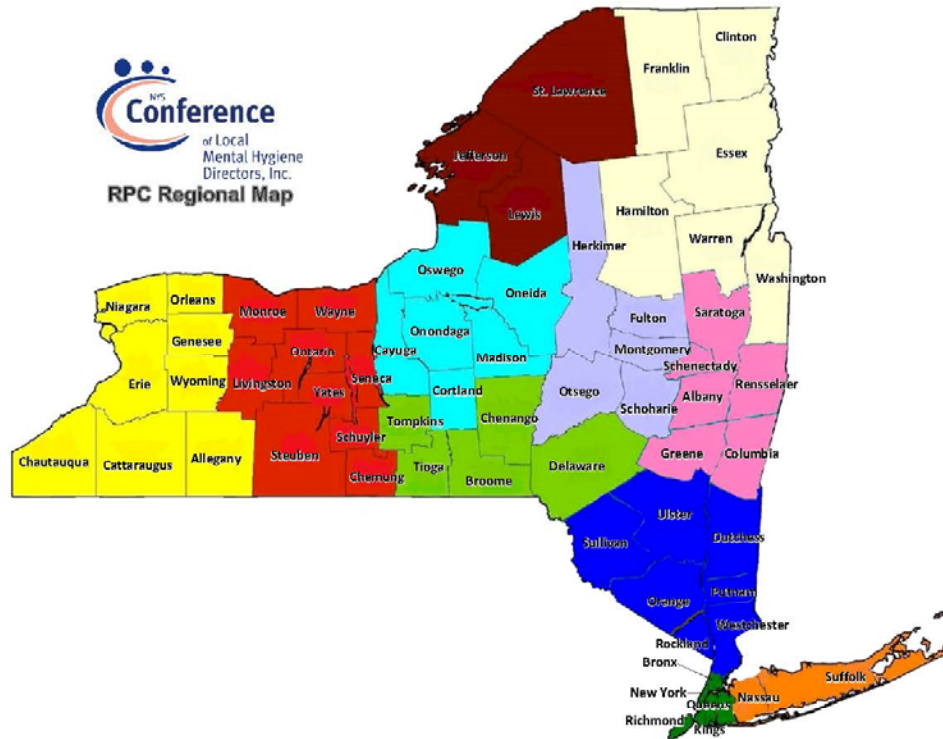 NYS
Conference
of Local
Mental Hygiene
Directors, Inc.
RPC Regional Map
Clinton
Franklin
St. Lawrence
Essex
Jefferson
Lewis
Hamilton
Herkimer
Warren
Washington
Oswego
Oneida
Niagara
Orleans
Monroe
Wayne
Saratoga
Fulton
Genesee
Onondaga
Montgomery
Ontario
Cayuga
Madison
Schenectady
Seneca
Erie
Wyoming
Livingston
Yates
Cortland
Otsego
Rensselaer
Albany
Schoharie
Chenango
Tompkins
Schuyler
Chautauqua
Cattaraugus
Allegany
Steuben
Greene
Columbia
Chemung
Tioga
Broome
Delaware
Ulster
Dutchess
Sullivan
Putnam
Orange
Westchester
Rockland
Bronx
Suffolk
New York
Nassau
Queens
Richmond
Kings